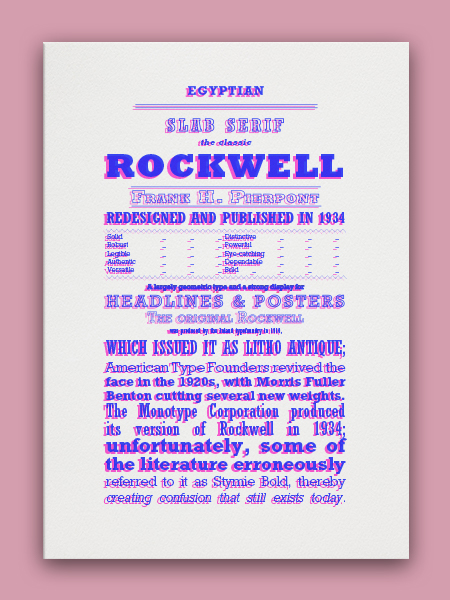 EGYPTIAN
SLAB SERIF
the classic
ROCKWELL
FRANK H. PIERPONT
REDESIGNED AND PUBLISHED IN 1934
Solid Distinctive
Robust Powerful
Legible Eye-catching
Authentic Dependable
Versatile Bold
A largely geometric type and a strong display for
HEADLINES & POSTERS
THE ORIGINAL ROCKWELL
WHICH ISSUED IT AS LITHO ANTIQUE;
American Type Founders revived the
face in the 1920s, with Morris Fuller
Benton cutting several new weights.
The Monotype Corporation produced
its version of Rockwell in 1934;
unfortunately, some of
the literature erroneously
referred to it as Stymie Bold, thereby
creating confusion that still exists today.